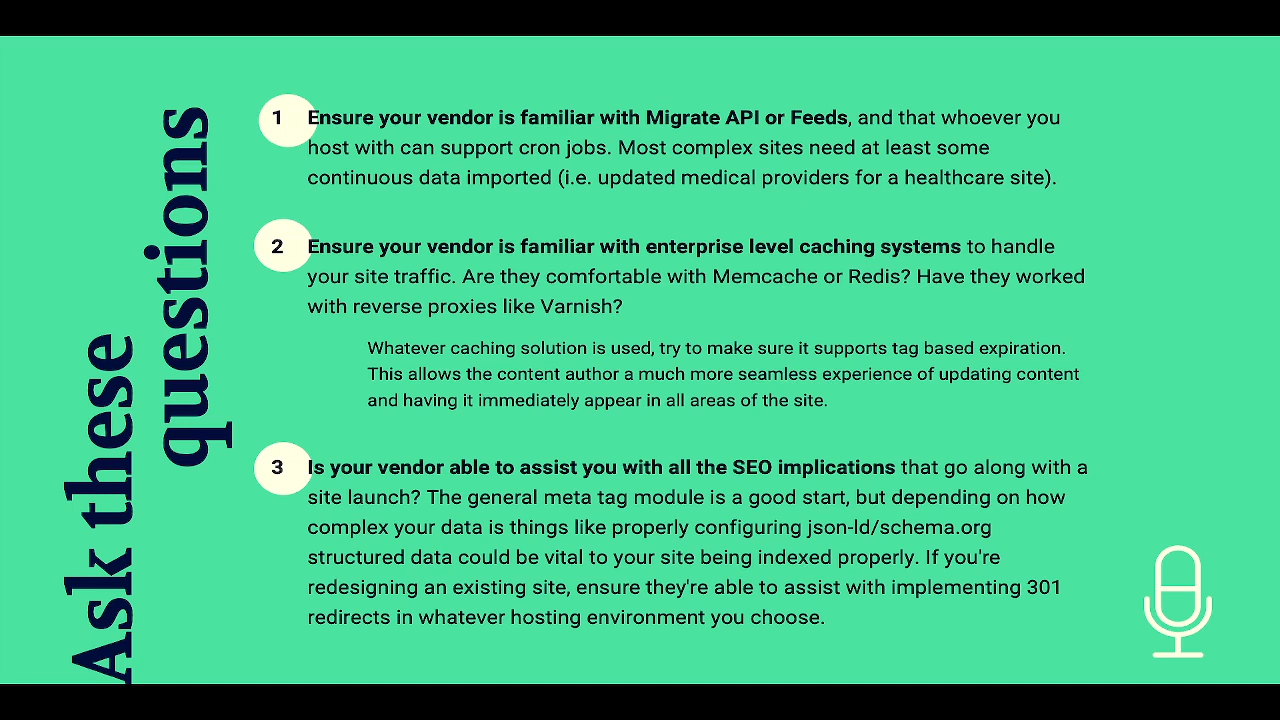 Ask these
questions
1
Ensure your vendor is familiar with Migrate API or Feeds, and that whoever you
host with can support cron jobs. Most complex sites need at least some
continuous data imported (i.e. updated medical providers for a healthcare site).
2
Ensure your vendor is familiar with enterprise level caching systems to handle
your site traffic. Are they comfortable with Memcache or Redis? Have they worked
with reverse proxies like Varnish?
Whatever caching solution is used, try to make sure it supports tag based expiration.
This allows the content author a much more seamless experience of updating content
and having it immediately appear in all areas of the site.
3
Is your vendor able to assist you with all the SEO implications that go along with a
site launch? The general meta tag module is a good start, but depending on how
complex your data is things like properly configuring json-ld/schema.org
structured data could be vital to your site being indexed properly. If you're
redesigning an existing site, ensure they're able to assist with implementing 301
redirects in whatever hosting environment you choose.